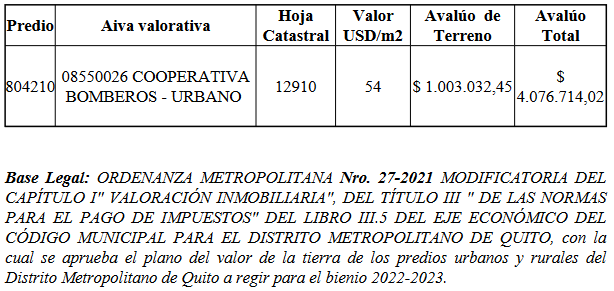 Predio Aiva valorativa Hoja Catastral Valor USD/m2 Avalúo de Terreno Avalúo Total
804210 08550026 COOPERATIVA BOMBEROS - URBANO 12910 54 $ 1.003.032,45 $ 4.076.714,02
Base Legal: ORDENANZA METROPOLITANA Nro. 27-2021 MODIFICATORIA DEL
CAPÍTULO I" VALORACIÓN INMOBILIARIA", DEL TÍTULO III " DE LAS NORMAS
PARA EL PAGO DE IMPUESTOS" DEL LIBRO III.5 DEL EJE ECONÓMICO DEL
CÓDIGO MUNICIPAL PARA EL DISTRITO METROPOLITANO DE QUITO, con la
cual se aprueba el plano del valor de la tierra de los predios urbanos y rurales del
Distrito Metropolitano de Quito a regir para el bienio 2022-2023.